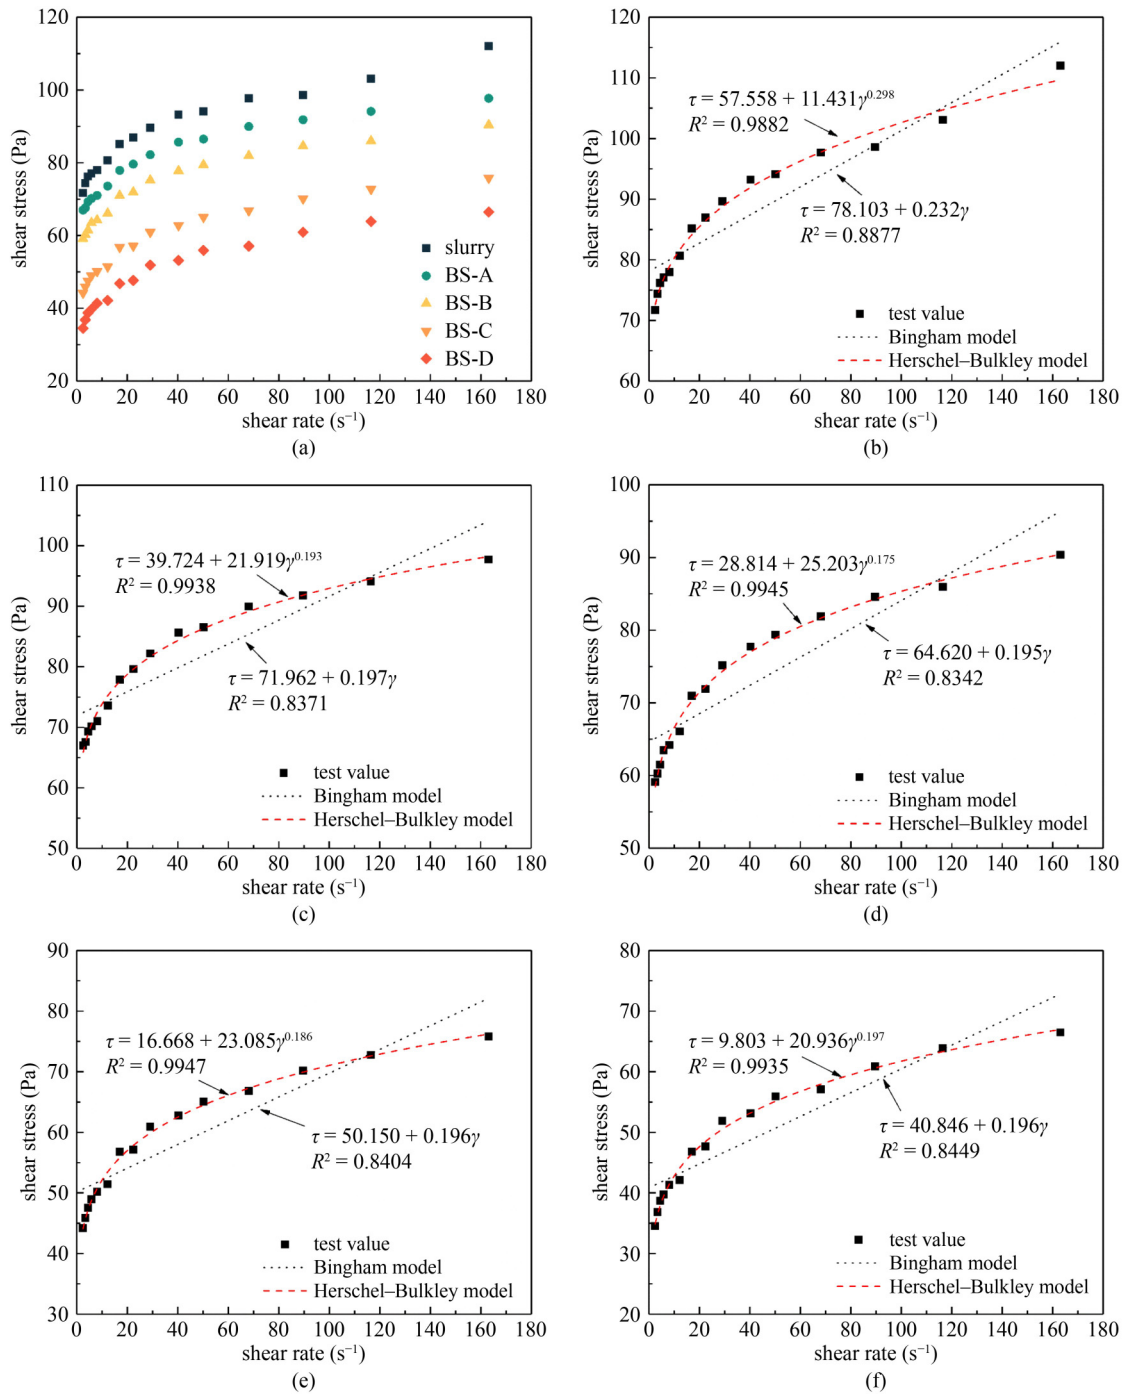 120
100
80
60
40
20
shear stress (Pa)
slurry
BS-A
BS-B
BS-C
BS-D
0 20 40 60 80 100 120 140 160 180
shear rate (s⁻¹)
(a)
120
110
100
90
80
70
60
shear stress (Pa)
τ = 57.558 + 11.431γ^0.298
R² = 0.9882
τ = 78.103 + 0.232γ
R² = 0.8877
test value
Bingham model
Herschel–Bulkley model
0 20 40 60 80 100 120 140 160 180
shear rate (s⁻¹)
(b)
110
100
90
80
70
60
50
shear stress (Pa)
τ = 39.724 + 21.919γ^0.193
R² = 0.9938
τ = 71.962 + 0.197γ
R² = 0.8371
test value
Bingham model
Herschel–Bulkley model
0 20 40 60 80 100 120 140 160 180
shear rate (s⁻¹)
(c)
100
90
80
70
60
50
shear stress (Pa)
τ = 28.814 + 25.203γ^0.175
R² = 0.9945
τ = 64.620 + 0.195γ
R² = 0.8342
test value
Bingham model
Herschel–Bulkley model
0 20 40 60 80 100 120 140 160 180
shear rate (s⁻¹)
(d)
90
80
70
60
50
40
30
shear stress (Pa)
τ = 16.668 + 23.085γ^0.186
R² = 0.9947
τ = 50.150 + 0.196γ
R² = 0.8404
test value
Bingham model
Herschel–Bulkley model
0 20 40 60 80 100 120 140 160 180
shear rate (s⁻¹)
(e)
80
70
60
50
40
30
20
shear stress (Pa)
τ = 9.803 + 20.936γ^0.197
R² = 0.9935
τ = 40.846 + 0.196γ
R² = 0.8449
test value
Bingham model
Herschel–Bulkley model
0 20 40 60 80 100 120 140 160 180
shear rate (s⁻¹)
(f)